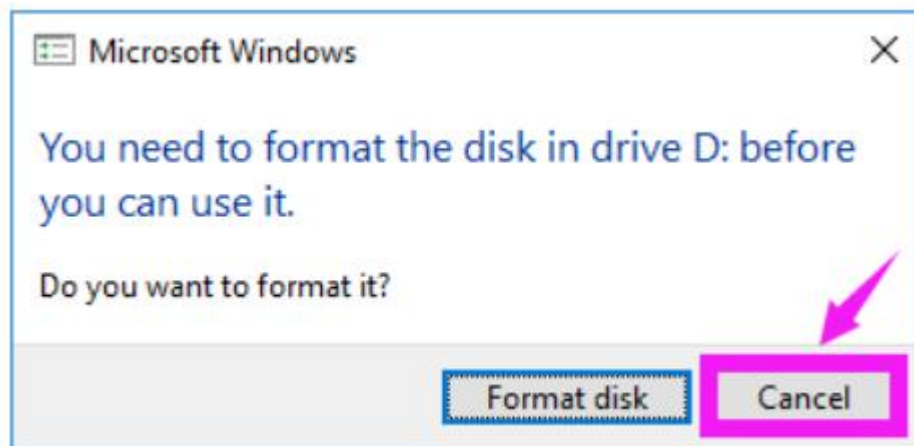 Microsoft Windows
You need to format the disk in drive D: before
you can use it.
Do you want to format it?
Format disk
Cancel